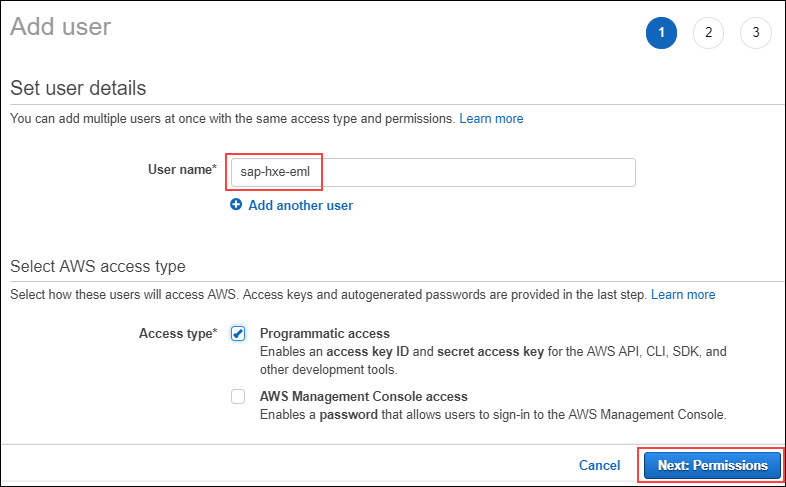 Add user
1 2 3
Set user details
You can add multiple users at once with the same access type and permissions. Learn more
User name* sap-hxe-eml
Add another user
Select AWS access type
Select how these users will access AWS. Access keys and autogenerated passwords are provided in the last step. Learn more
Access type* Programmatic access
Enables an access key ID and secret access key for the AWS API, CLI, SDK, and
other development tools.
AWS Management Console access
Enables a password that allows users to sign-in to the AWS Management Console.
Cancel Next: Permissions